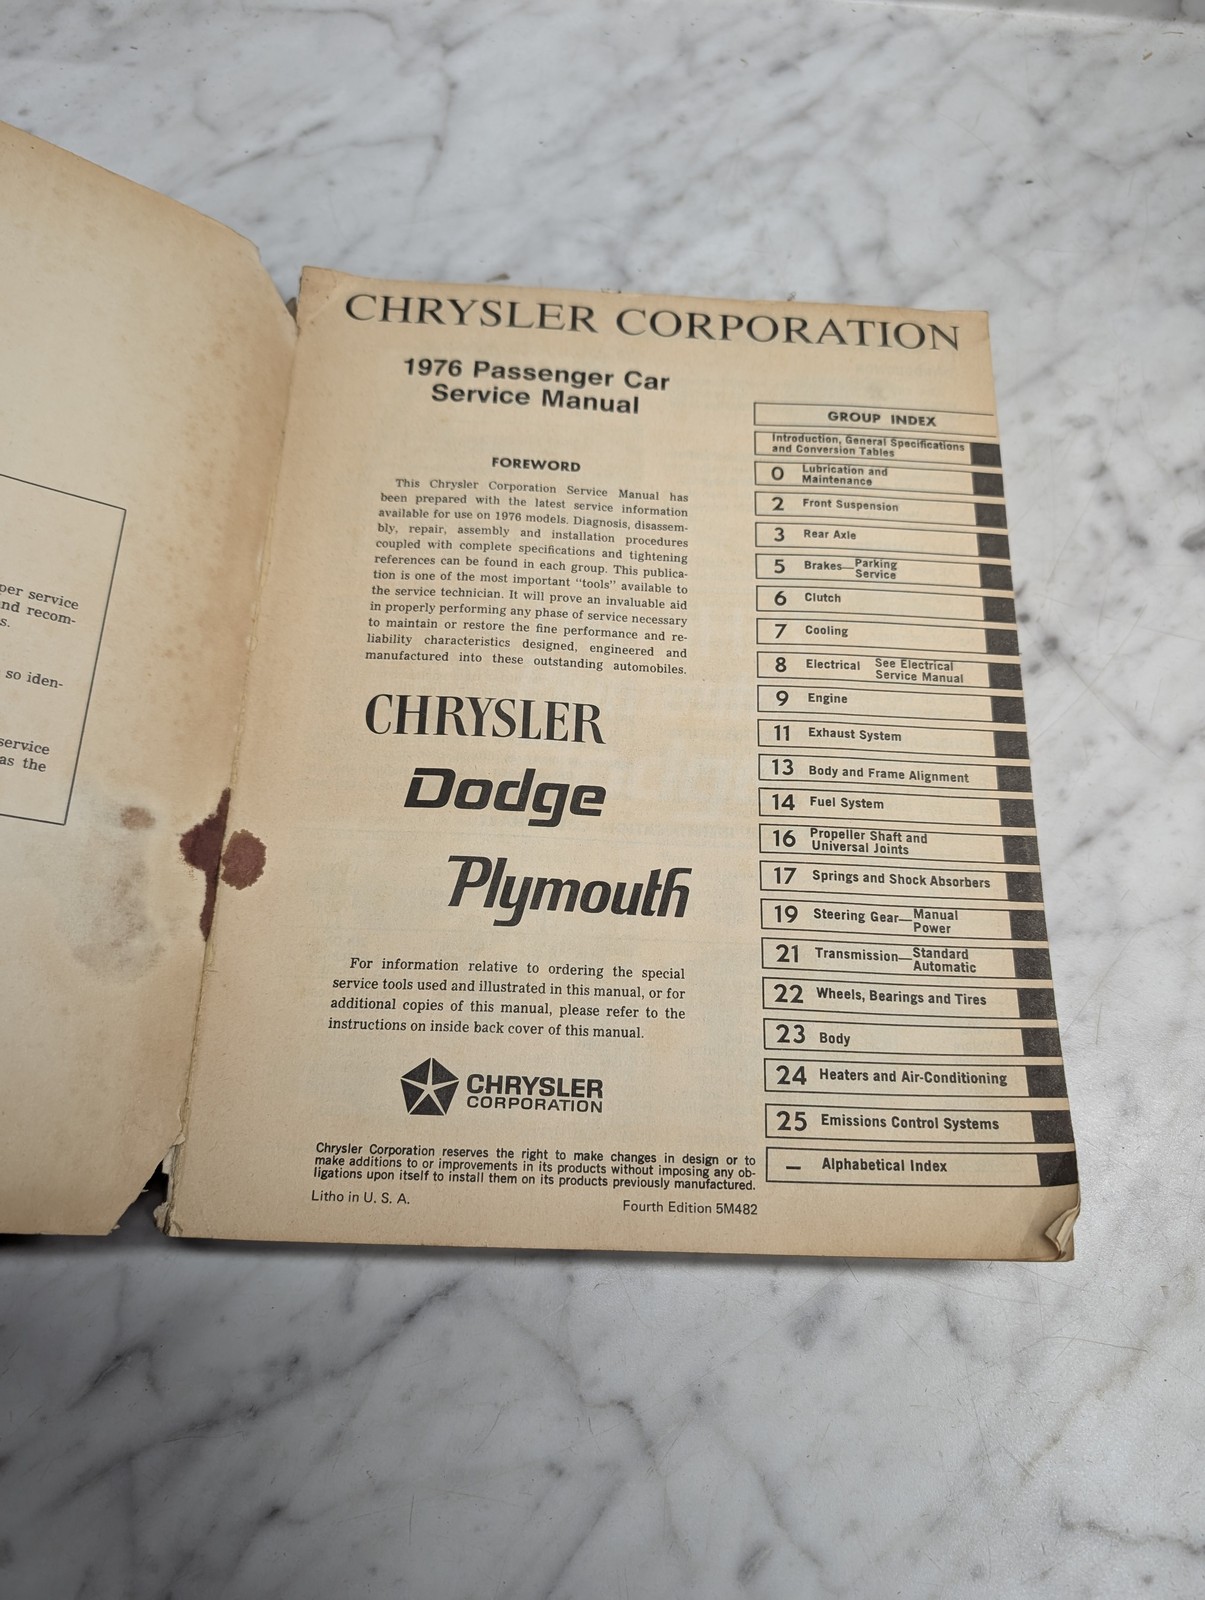 per service
nd recom-
s.
so iden-
service
as the
CHRYSLER CORPORATION
1976 Passenger Car
Service Manual
FOREWORD
This Chrysler Corporation Service Manual has
been prepared with the latest service information
available for use on 1976 models. Diagnosis, disassem-
bly, repair, assembly and installation procedures
coupled with complete specifications and tightening
references can be found in each group. This publica-
tion is one of the most important "tools" available to
the service technician. It will prove an invaluable aid
in properly performing any phase of service necessary
to maintain or restore the fine performance and re-
liability characteristics designed, engineered and
manufactured into these outstanding automobiles.
CHRYSLER
Dodge
Plymouth
For information relative to ordering the special
service tools used and illustrated in this manual, or for
additional copies of this manual, please refer to the
instructions on inside back cover of this manual.
CHRYSLER
CORPORATION
Chrysler Corporation reserves the right to make changes in design or to
make additions to or improvements in its products without imposing any ob-
ligations upon itself to install them on its products previously manufactured.
Litho in U. S. A.
Fourth Edition 5M482
GROUP INDEX
Introduction, General Specifications
and Conversion Tables
0 Lubrication and
Maintenance
2 Front Suspension
3 Rear Axle
5 Brakes—Parking
Service
6 Clutch
7 Cooling
8 Electrical See Electrical
Service Manual
9 Engine
11 Exhaust System
13 Body and Frame Alignment
14 Fuel System
16 Propeller Shaft and
Universal Joints
17 Springs and Shock Absorbers
19 Steering Gear—Manual
Power
21 Transmission—Standard
Automatic
22 Wheels, Bearings and Tires
23 Body
24 Heaters and Air-Conditioning
25 Emissions Control Systems
— Alphabetical Index